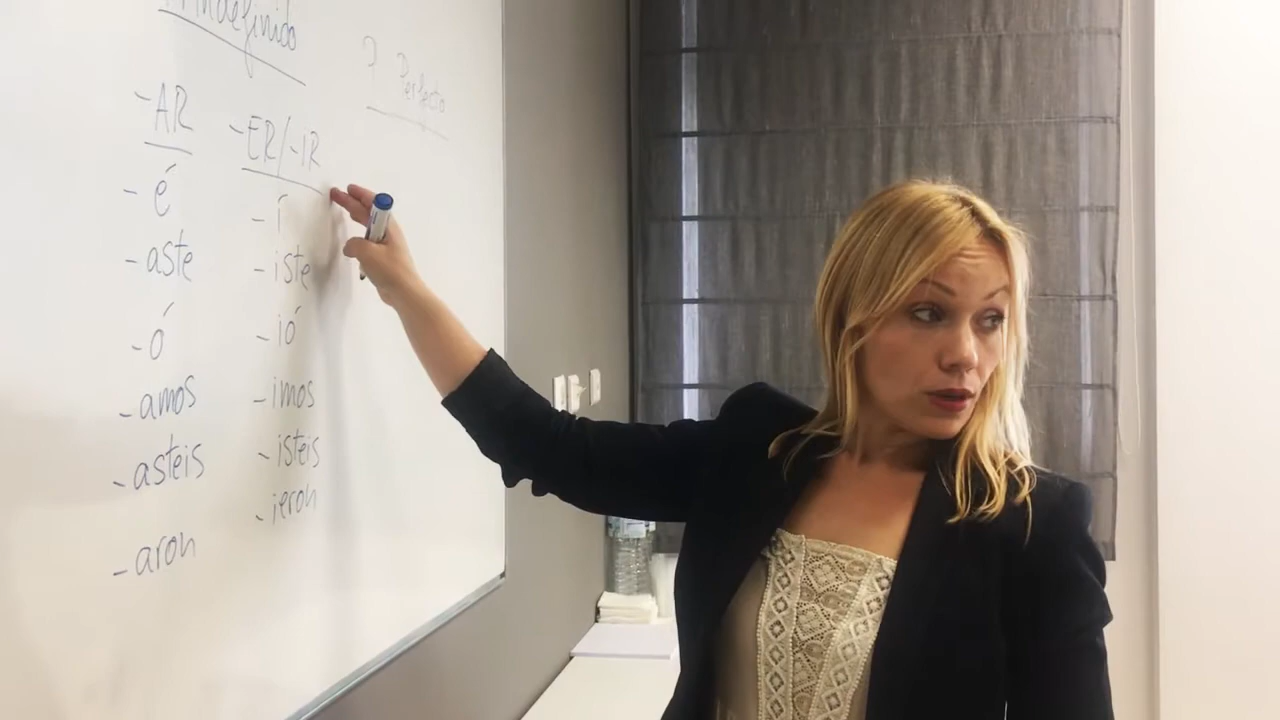 Indefinido
P. Perfecto
-AR
-é
-aste
-ó
-amos
-asteis
-aron
-ER/-IR
-í
-iste
-ió
-imos
-isteis
-ieron